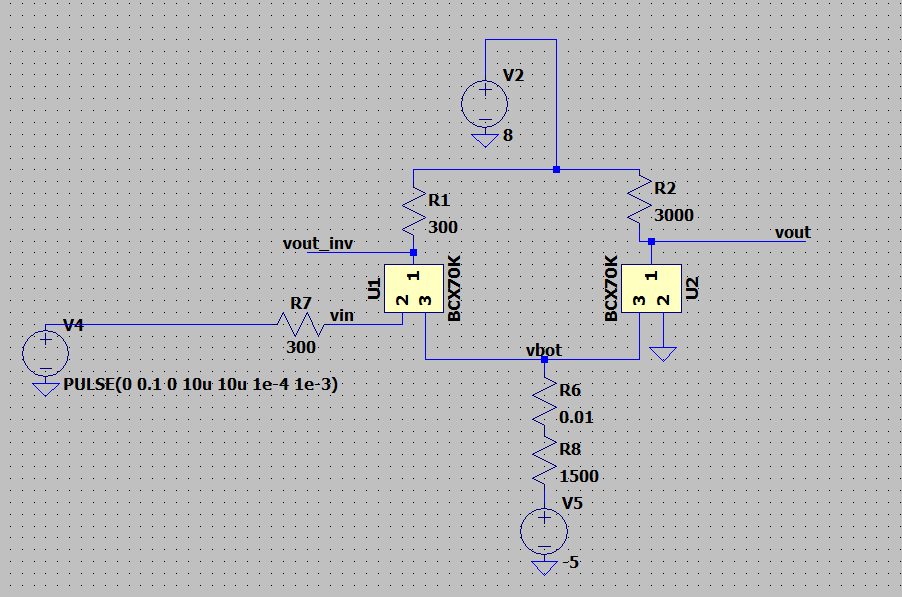 V2
8
R1
300
R2
3000
vout_inv
vout
U1
1
2 3
BCX70K
BCX70K
1
3 2
U2
R7
300
vin
V4
PULSE(0 0.1 0 10u 10u 1e-4 1e-3)
vbot
R6
0.01
R8
1500
V5
-5